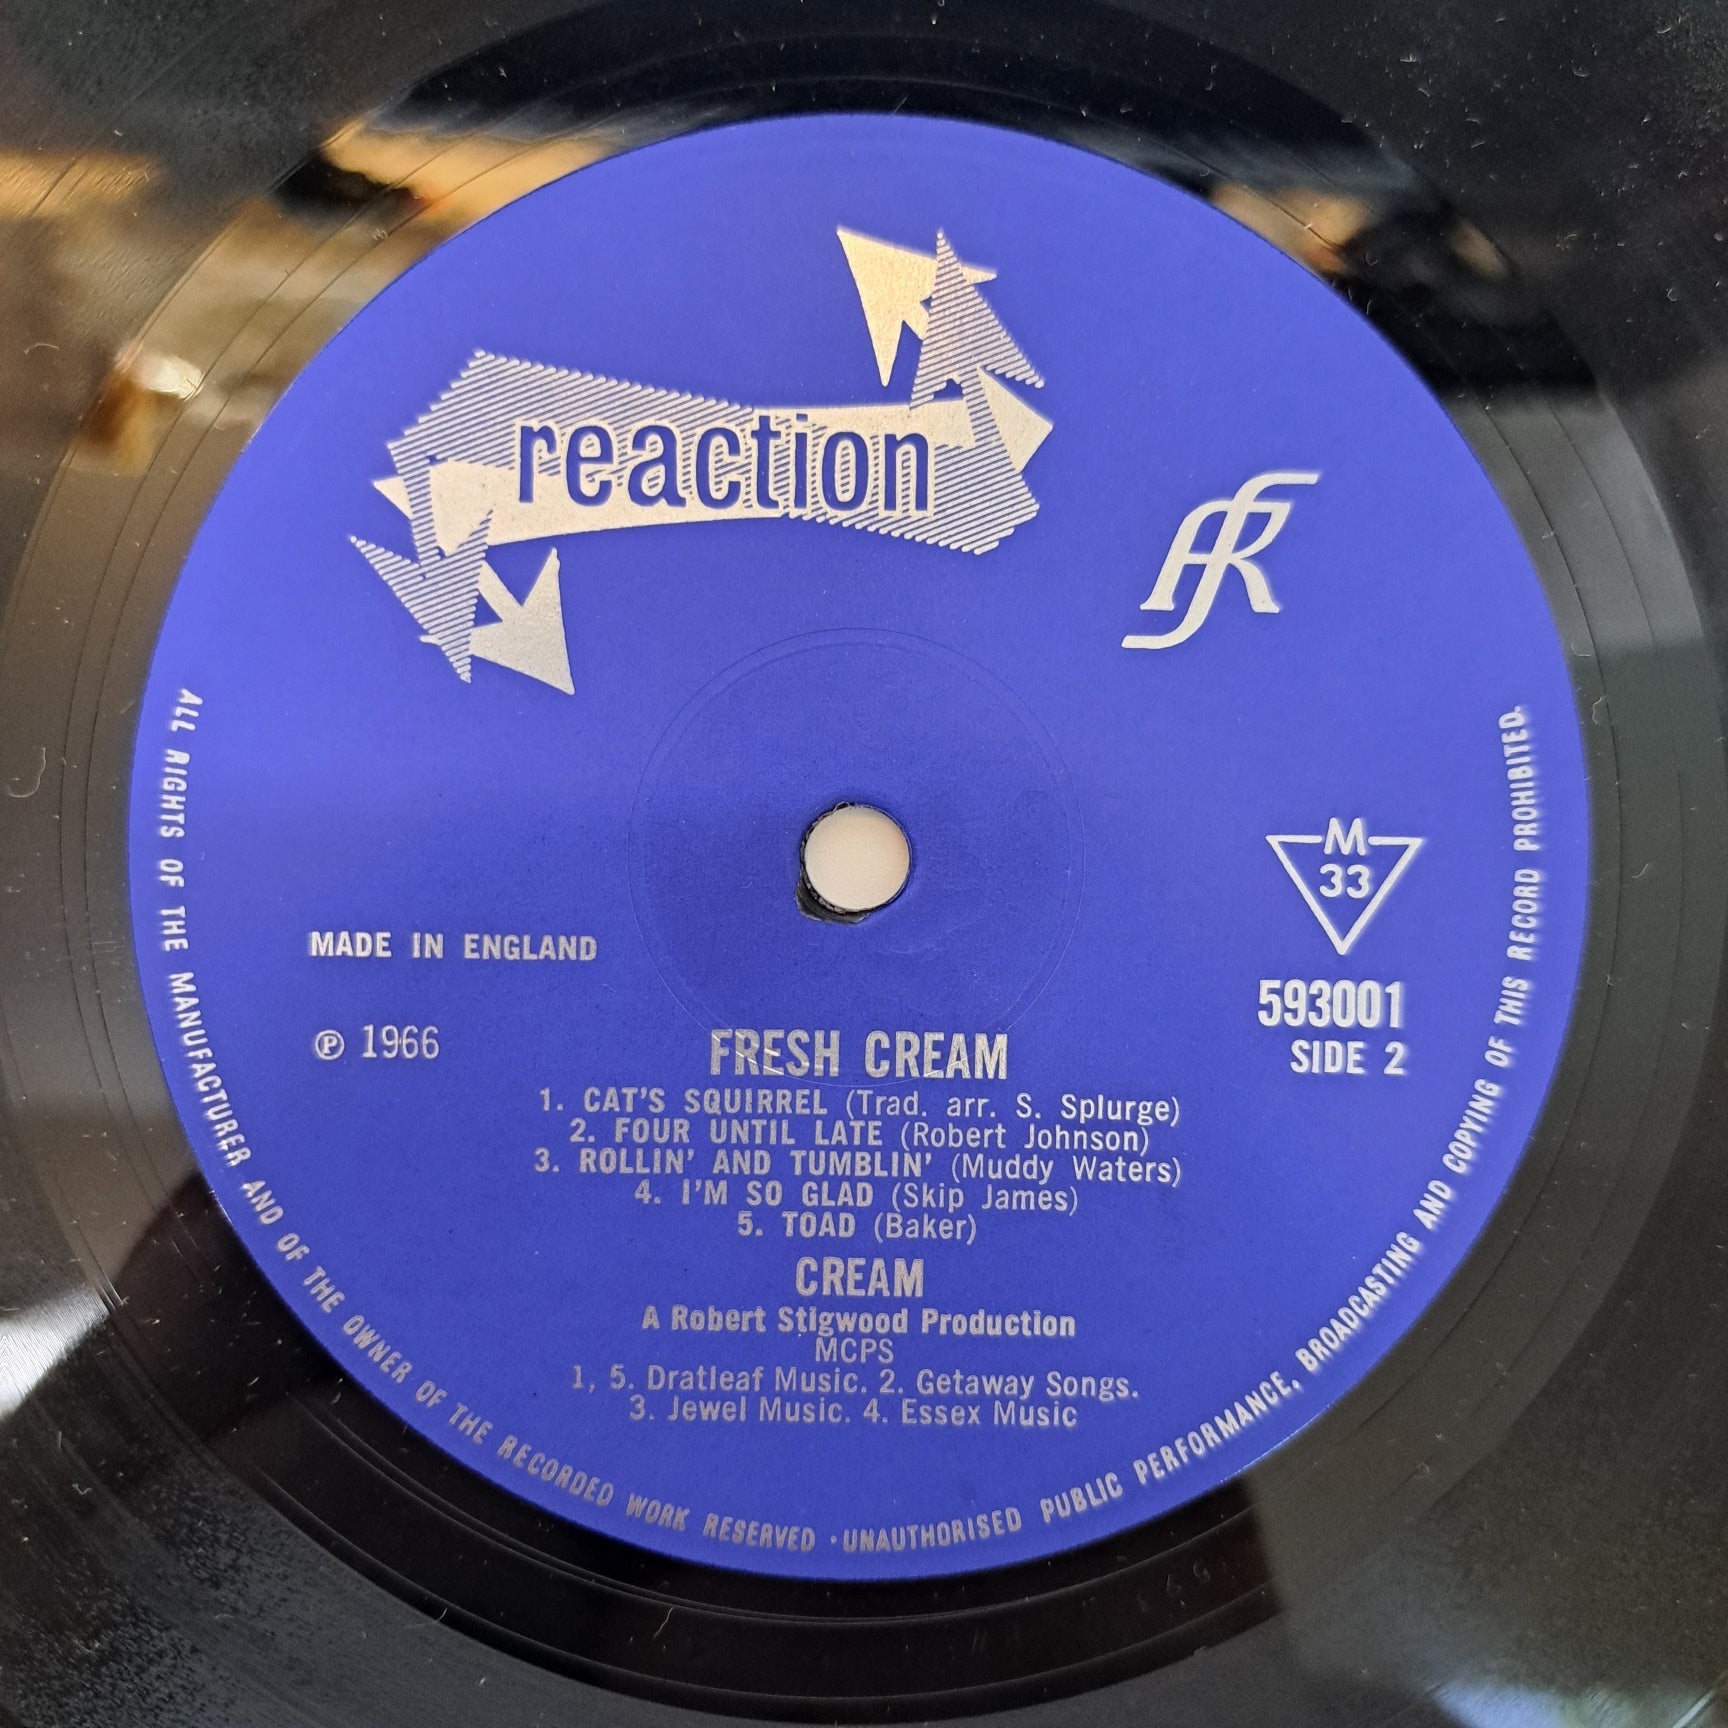 reaction
FR
M
33
MADE IN ENGLAND
593001
℗ 1966
SIDE 2
FRESH CREAM
1. CAT'S SQUIRREL (Trad. arr. S. Splurge)
2. FOUR UNTIL LATE (Robert Johnson)
3. ROLLIN' AND TUMBLIN' (Muddy Waters)
4. I'M SO GLAD (Skip James)
5. TOAD (Baker)
CREAM
A Robert Stigwood Production
MCPS
1, 5. Dratleaf Music. 2. Getaway Songs.
3. Jewel Music. 4. Essex Music
ALL RIGHTS OF THE MANUFACTURER AND OF THE OWNER OF THE RECORDED WORK RESERVED · UNAUTHORISED PUBLIC PERFORMANCE, BROADCASTING AND COPYING OF THIS RECORD PROHIBITED.